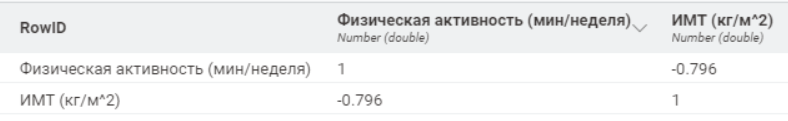 RowID Физическая активность (мин/неделя) ИМТ (кг/м^2)
Number (double) Number (double)
Физическая активность (мин/неделя) 1 -0.796
ИМТ (кг/м^2) -0.796 1